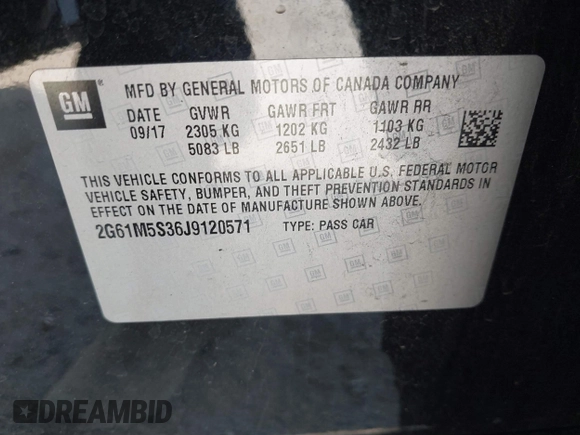 GM
MFD BY GENERAL MOTORS OF CANADA COMPANY
DATE GVWR GAWR FRT GAWR RR
09/17 2305 KG 1202 KG 1103 KG
5083 LB 2651 LB 2432 LB
THIS VEHICLE CONFORMS TO ALL APPLICABLE U.S. FEDERAL MOTOR
VEHICLE SAFETY, BUMPER, AND THEFT PREVENTION STANDARDS IN
EFFECT ON THE DATE OF MANUFACTURE SHOWN ABOVE.
2G61M5S36J9120571 TYPE: PASS CAR
DREAMBID